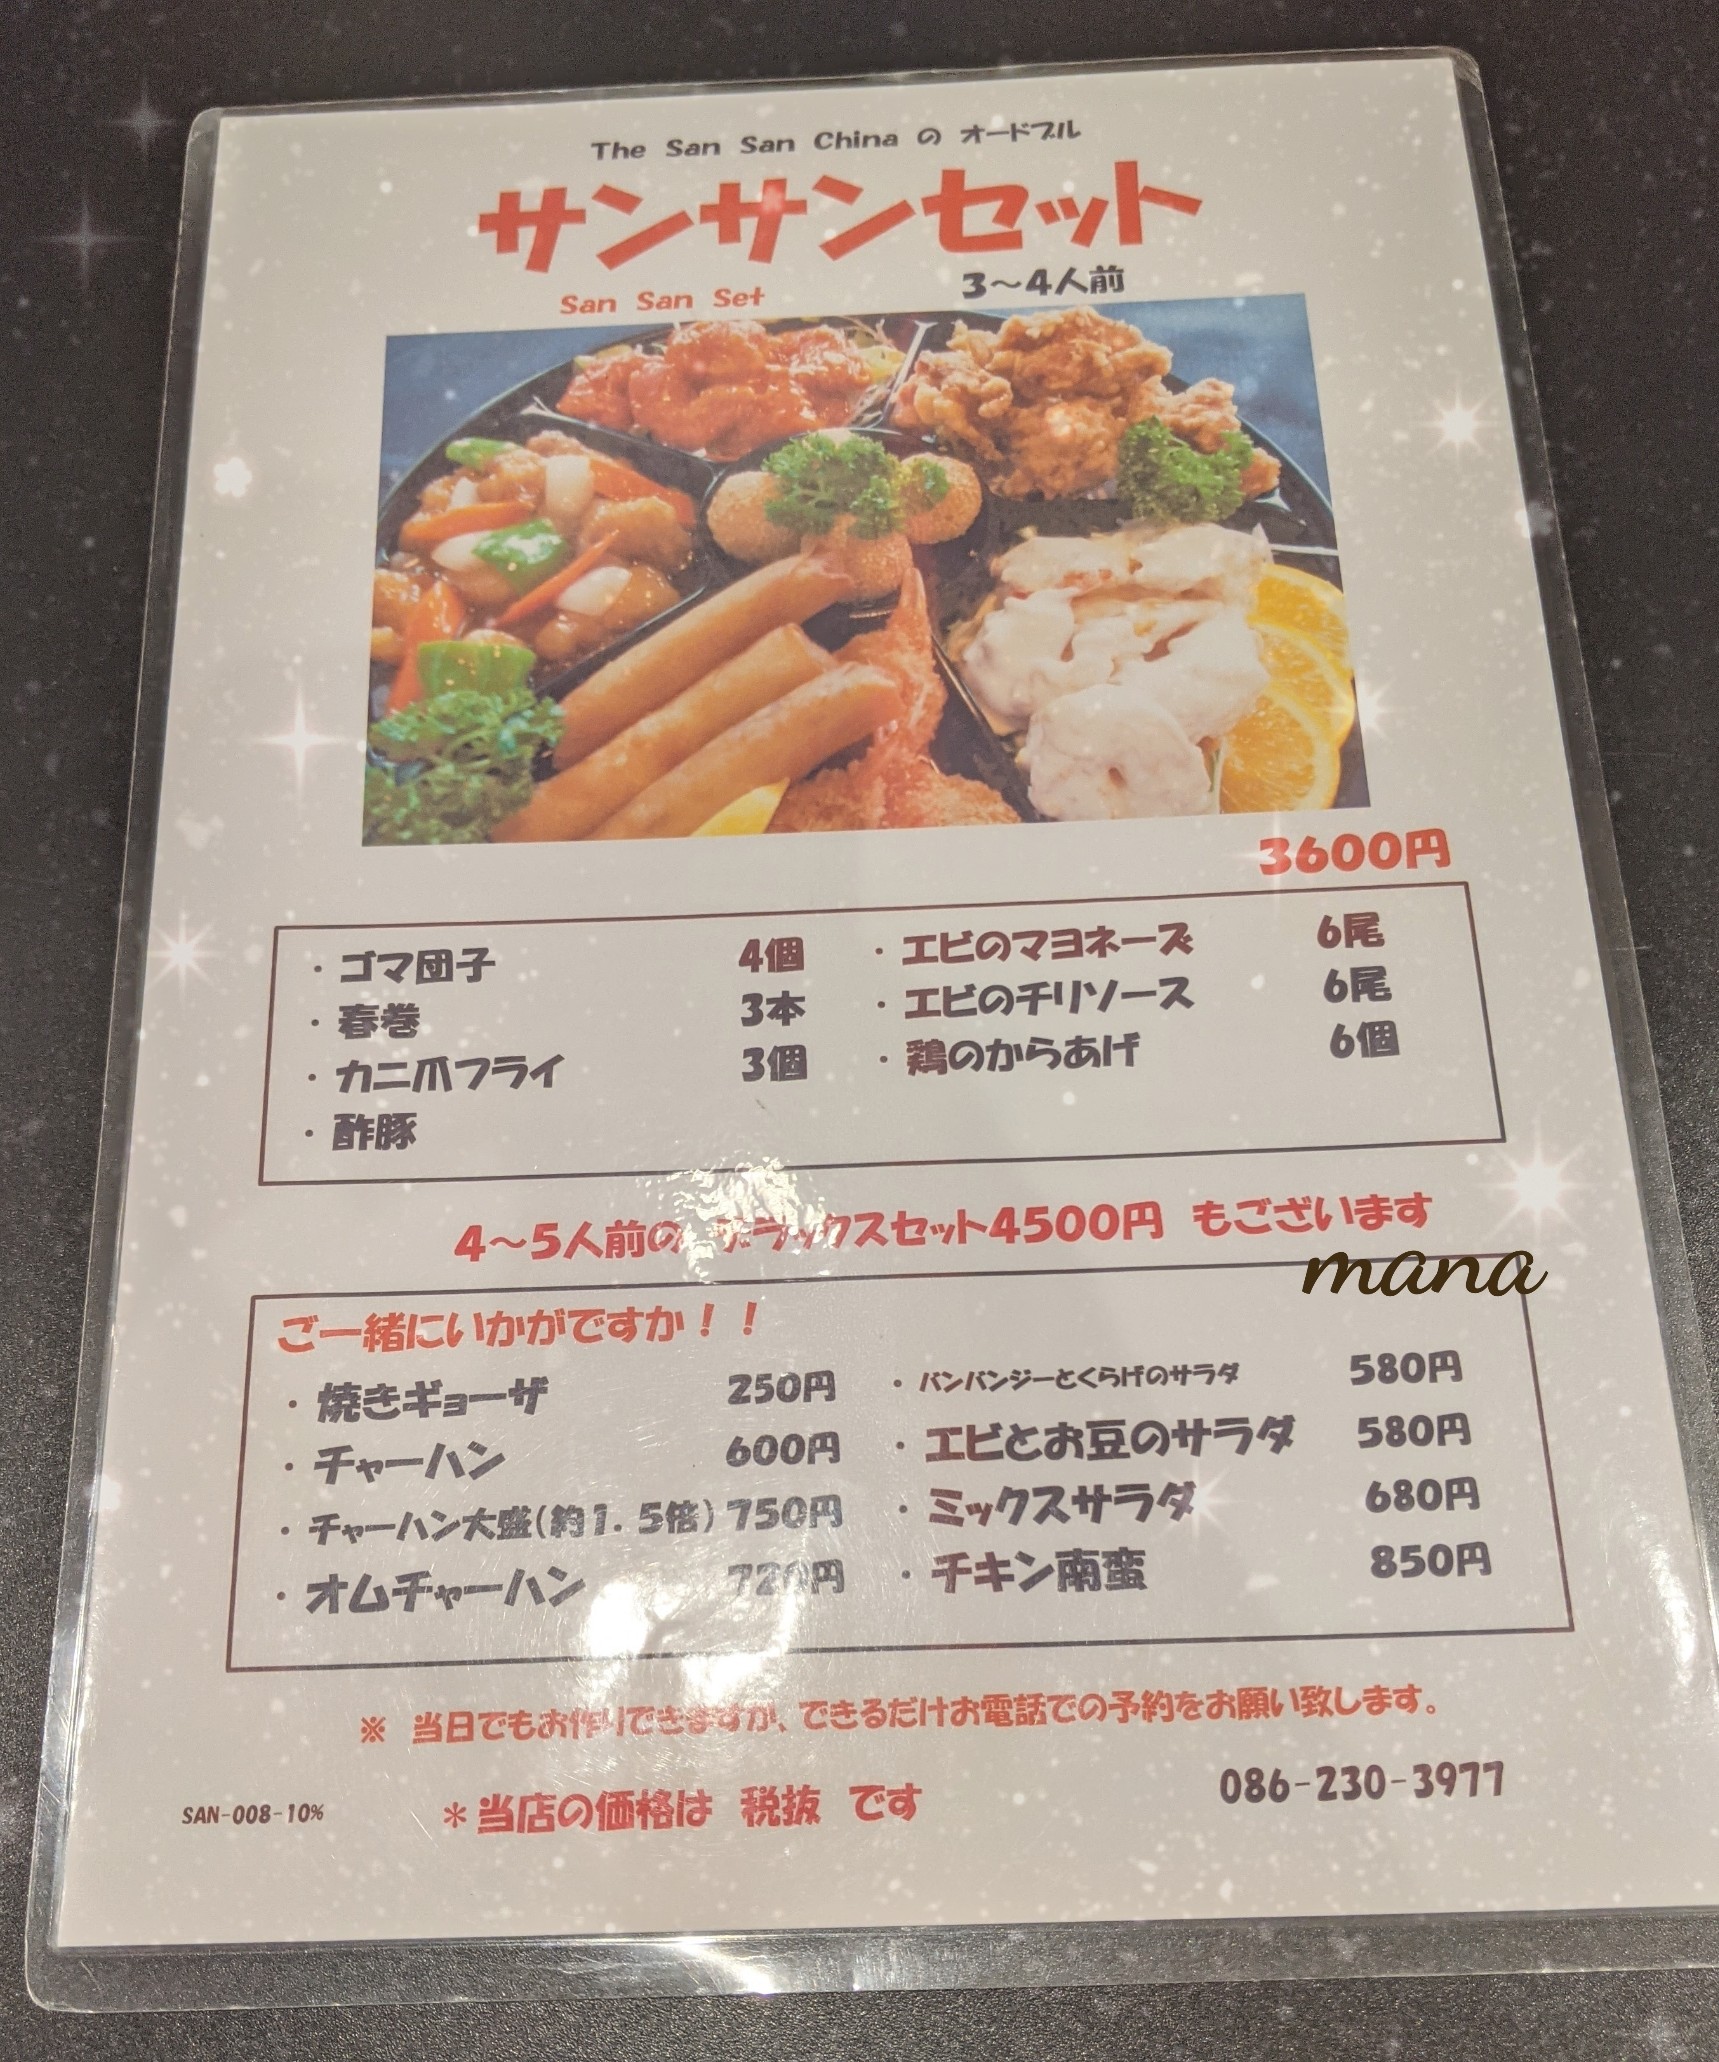 The San San China の オードブル
サンサンセット
San San Set 3〜4人前
3600円
・ゴマ団子 4個 ・エビのマヨネーズ 6尾
・春巻 3本 ・エビのチリソース 6尾
・カニ爪フライ 3個 ・鶏のからあげ 6個
・酢豚
4〜5人前の デラックスセット4500円 もございます
mana
ご一緒にいかがですか!!
・焼きギョーザ 250円 ・バンバンジーとくらげのサラダ 580円
・チャーハン 600円 ・エビとお豆のサラダ 580円
・チャーハン大盛(約1.5倍) 750円 ・ミックスサラダ 680円
・オムチャーハン 720円 ・チキン南蛮 850円
※ 当日でもお作りできますが、できるだけお電話での予約をお願い致します。
086-230-3977
SAN-008-10% *当店の価格は 税抜 です